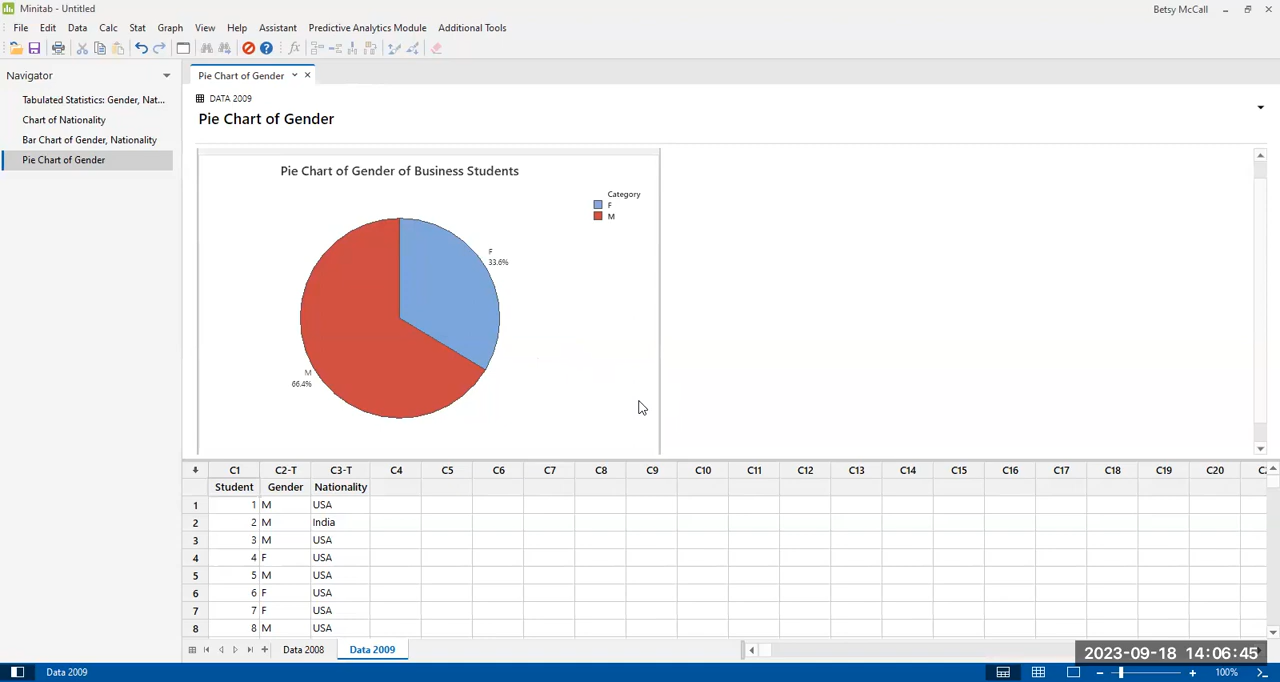 Minitab - Untitled
Betsy McCall
File Edit Data Calc Stat Graph View Help Assistant Predictive Analytics Module Additional Tools
Navigator
Tabulated Statistics: Gender, Nat...
Chart of Nationality
Bar Chart of Gender, Nationality
Pie Chart of Gender
Pie Chart of Gender
DATA 2009
Pie Chart of Gender
Pie Chart of Gender of Business Students
Category
F
M
F
33.6%
M
66.4%
C1 C2-T C3-T C4 C5 C6 C7 C8 C9 C10 C11 C12 C13 C14 C15 C16 C17 C18 C19 C20
Student Gender Nationality
1 1 M USA
2 2 M India
3 3 M USA
4 4 F USA
5 5 M USA
6 6 F USA
7 7 F USA
8 8 M USA
Data 2008 Data 2009
2023-09-18 14:06:45
Data 2009
100%